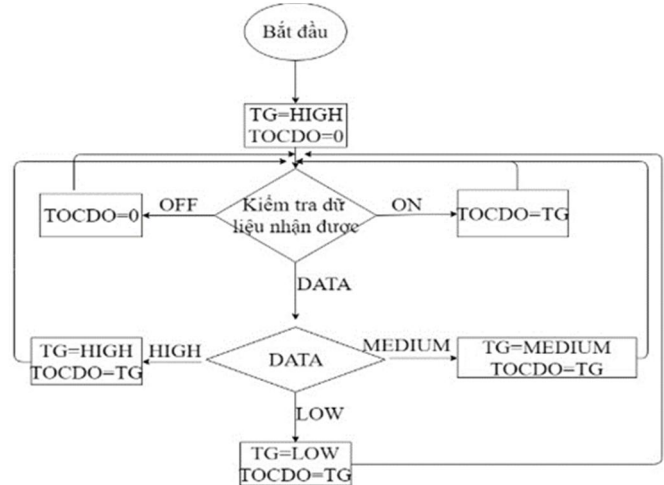 Bắt đầu
TG=HIGH
TOCDO=0
TOCDO=0
OFF
Kiểm tra dữ
liệu nhận được
ON
TOCDO=TG
DATA
TG=HIGH
TOCDO=TG
HIGH
DATA
MEDIUM
TG=MEDIUM
TOCDO=TG
LOW
TG=LOW
TOCDO=TG